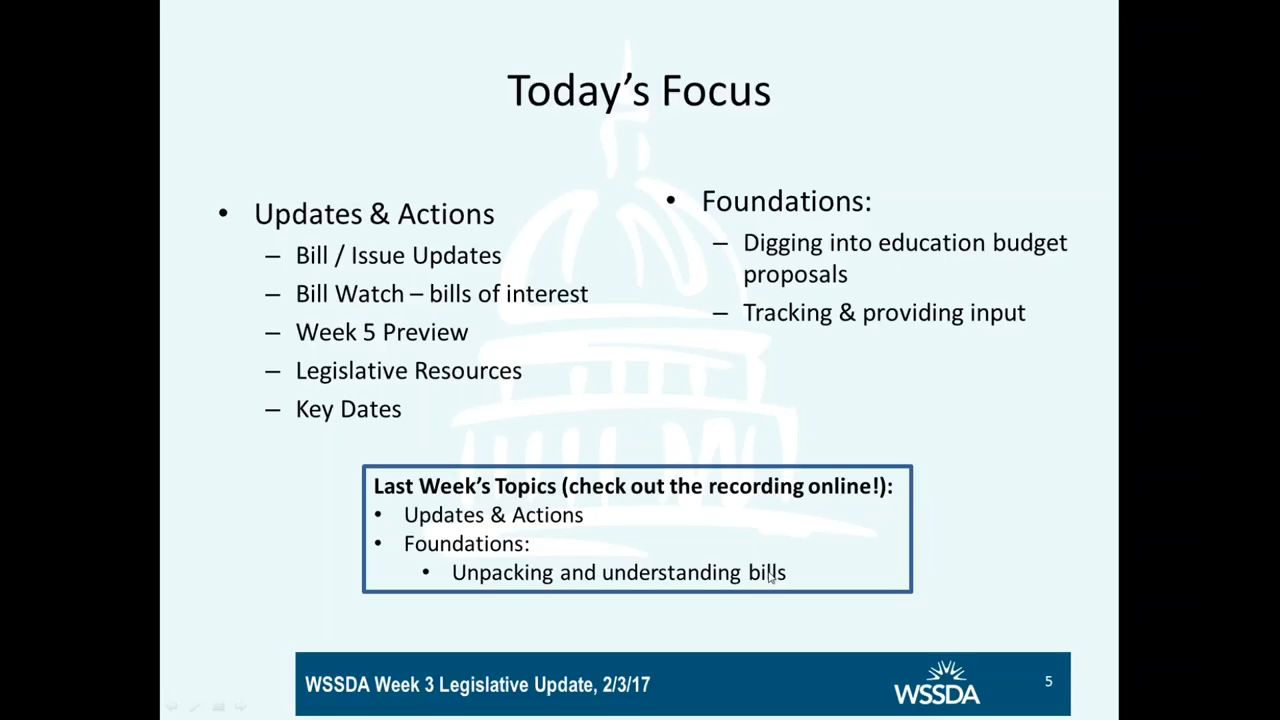 Today's Focus
• Updates & Actions
– Bill / Issue Updates
– Bill Watch – bills of interest
– Week 5 Preview
– Legislative Resources
– Key Dates
• Foundations:
– Digging into education budget
proposals
– Tracking & providing input
Last Week's Topics (check out the recording online!):
• Updates & Actions
• Foundations:
• Unpacking and understanding bills
WSSDA Week 3 Legislative Update, 2/3/17
WSSDA
5